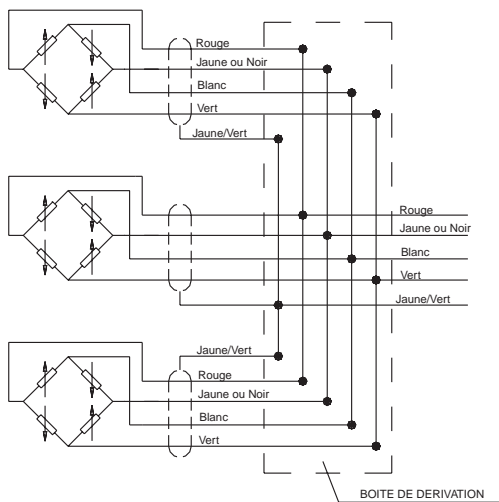 Rouge
Jaune ou Noir
Blanc
Vert
Jaune/Vert
Rouge
Jaune ou Noir
Blanc
Vert
Jaune/Vert
Jaune/Vert
Rouge
Jaune ou Noir
Blanc
Vert
BOITE DE DERIVATION